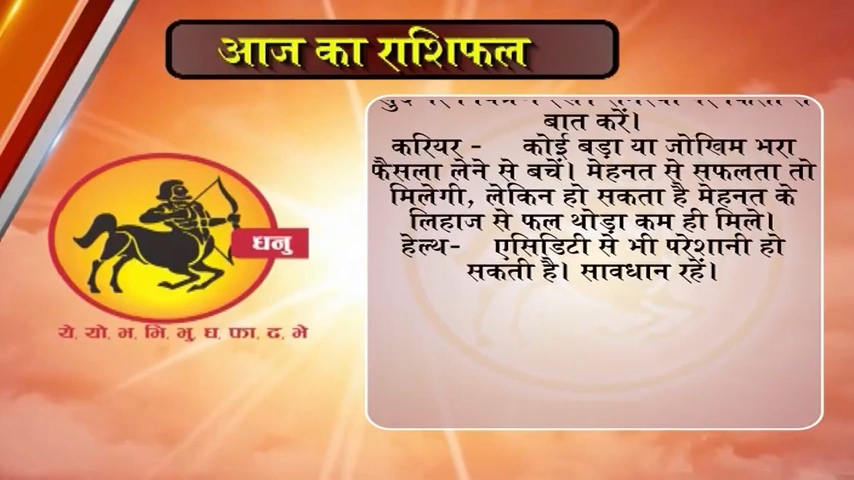 आज का राशिफल
बात करें।
करियर - कोई बड़ा या जोखिम भरा
फैसला लेने से बचें। मेहनत से सफलता तो
मिलेगी, लेकिन हो सकता है मेहनत के
लिहाज से फल थोड़ा कम ही मिले।
हेल्थ- एसिडिटी से भी परेशानी हो
सकती है। सावधान रहें।
धनु
ये, यो, भ, भि, भु, ध, फा, द, भे